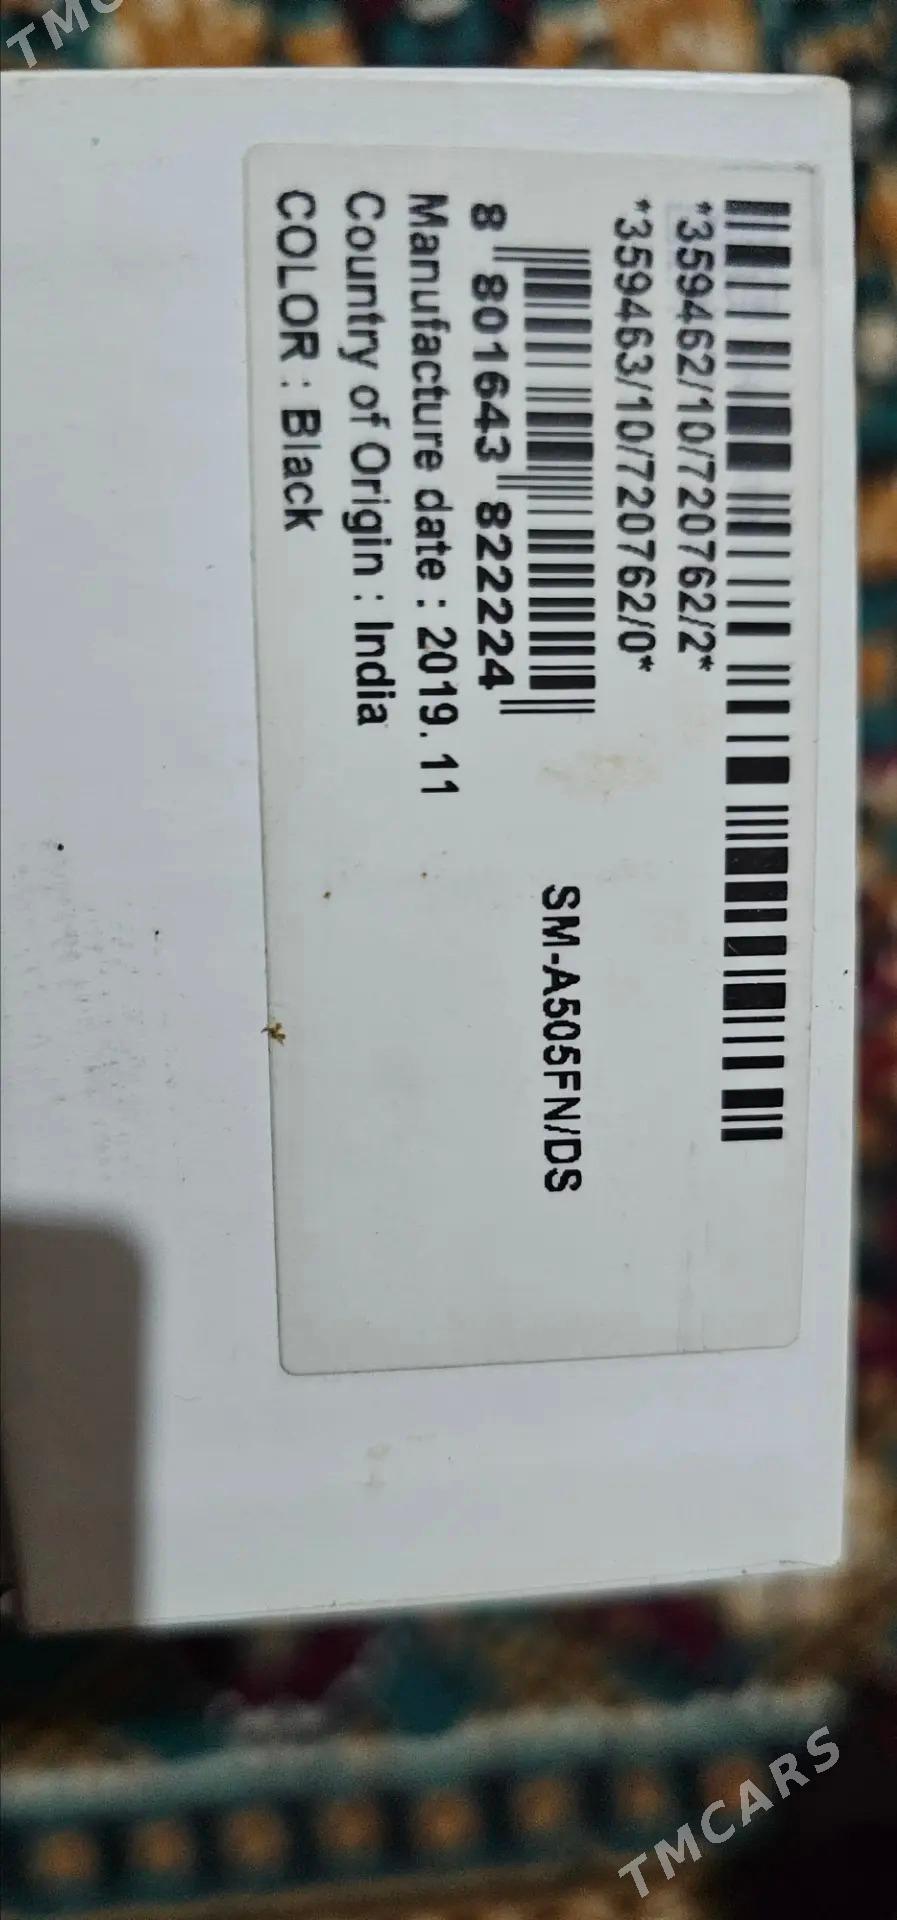 *359462/10/720762/2*
*359463/10/720762/0*
SM-A505FN/DS
8 801643 822224
Manufacture date : 2019. 11
Country of Origin : India
COLOR : Black
TMCARS